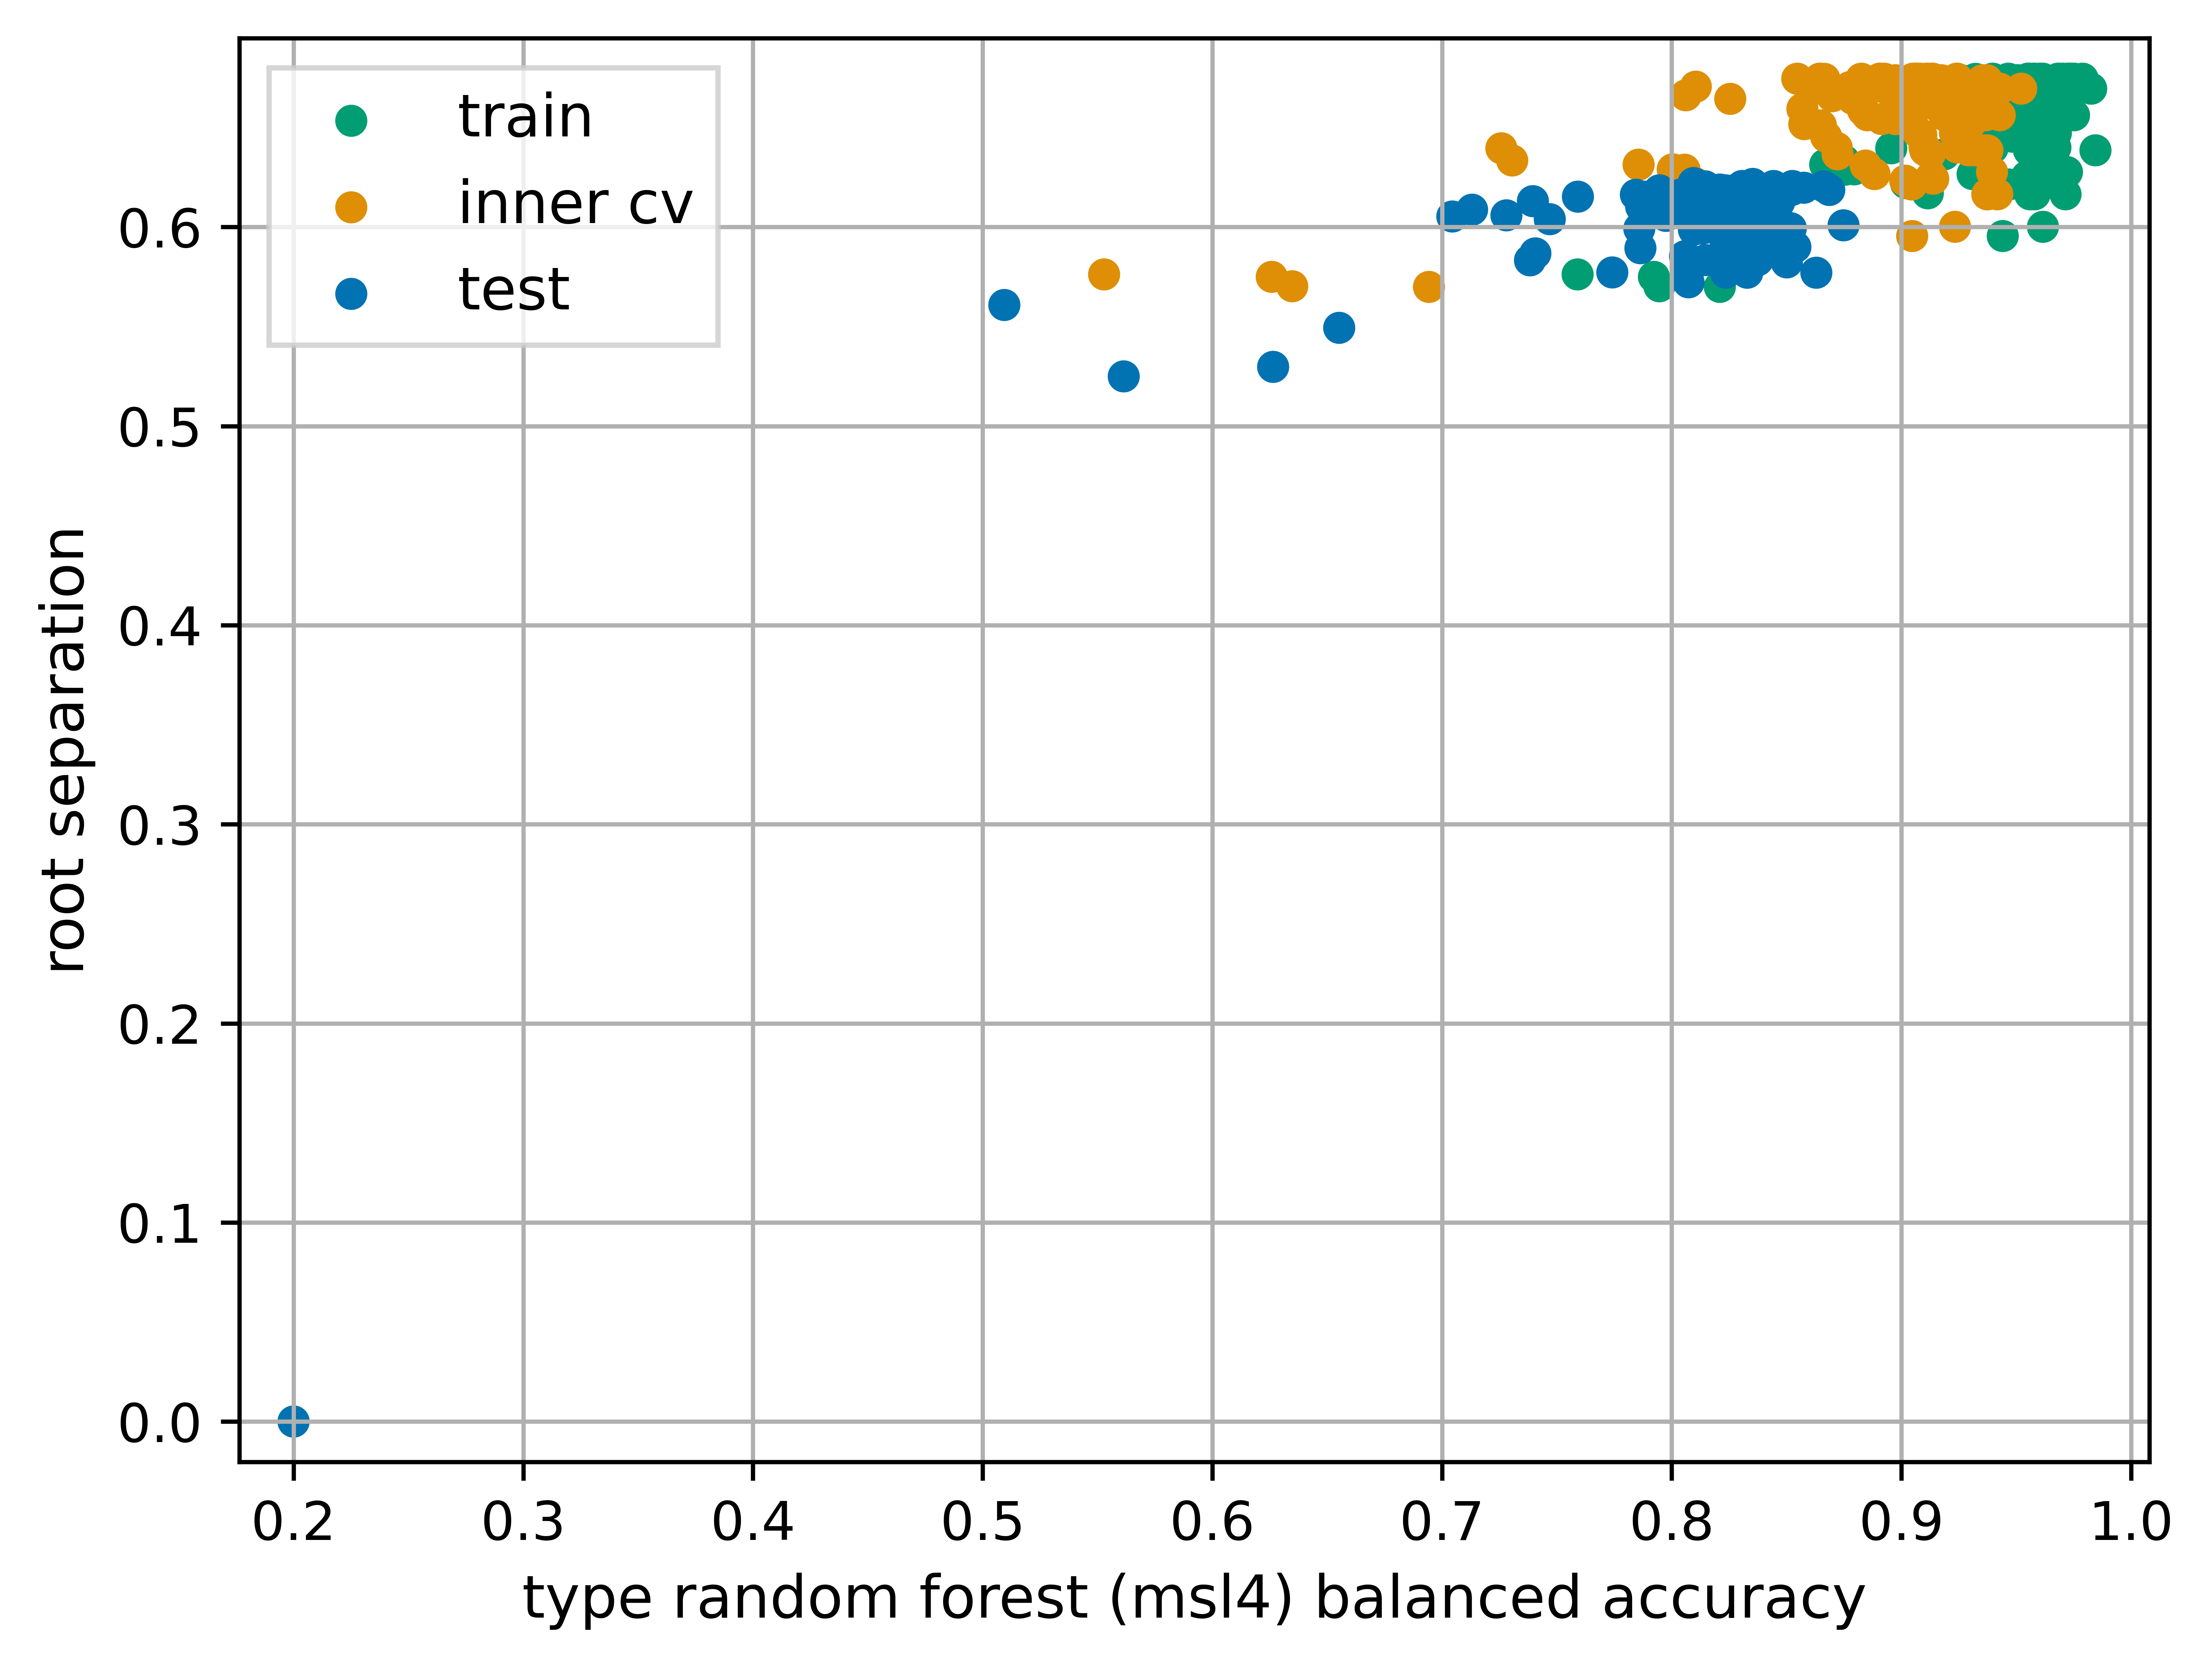 train
inner cv
test
0.6
0.5
0.4
0.3
0.2
0.1
0.0
root separation
0.2 0.3 0.4 0.5 0.6 0.7 0.8 0.9 1.0
type random forest (msl4) balanced accuracy